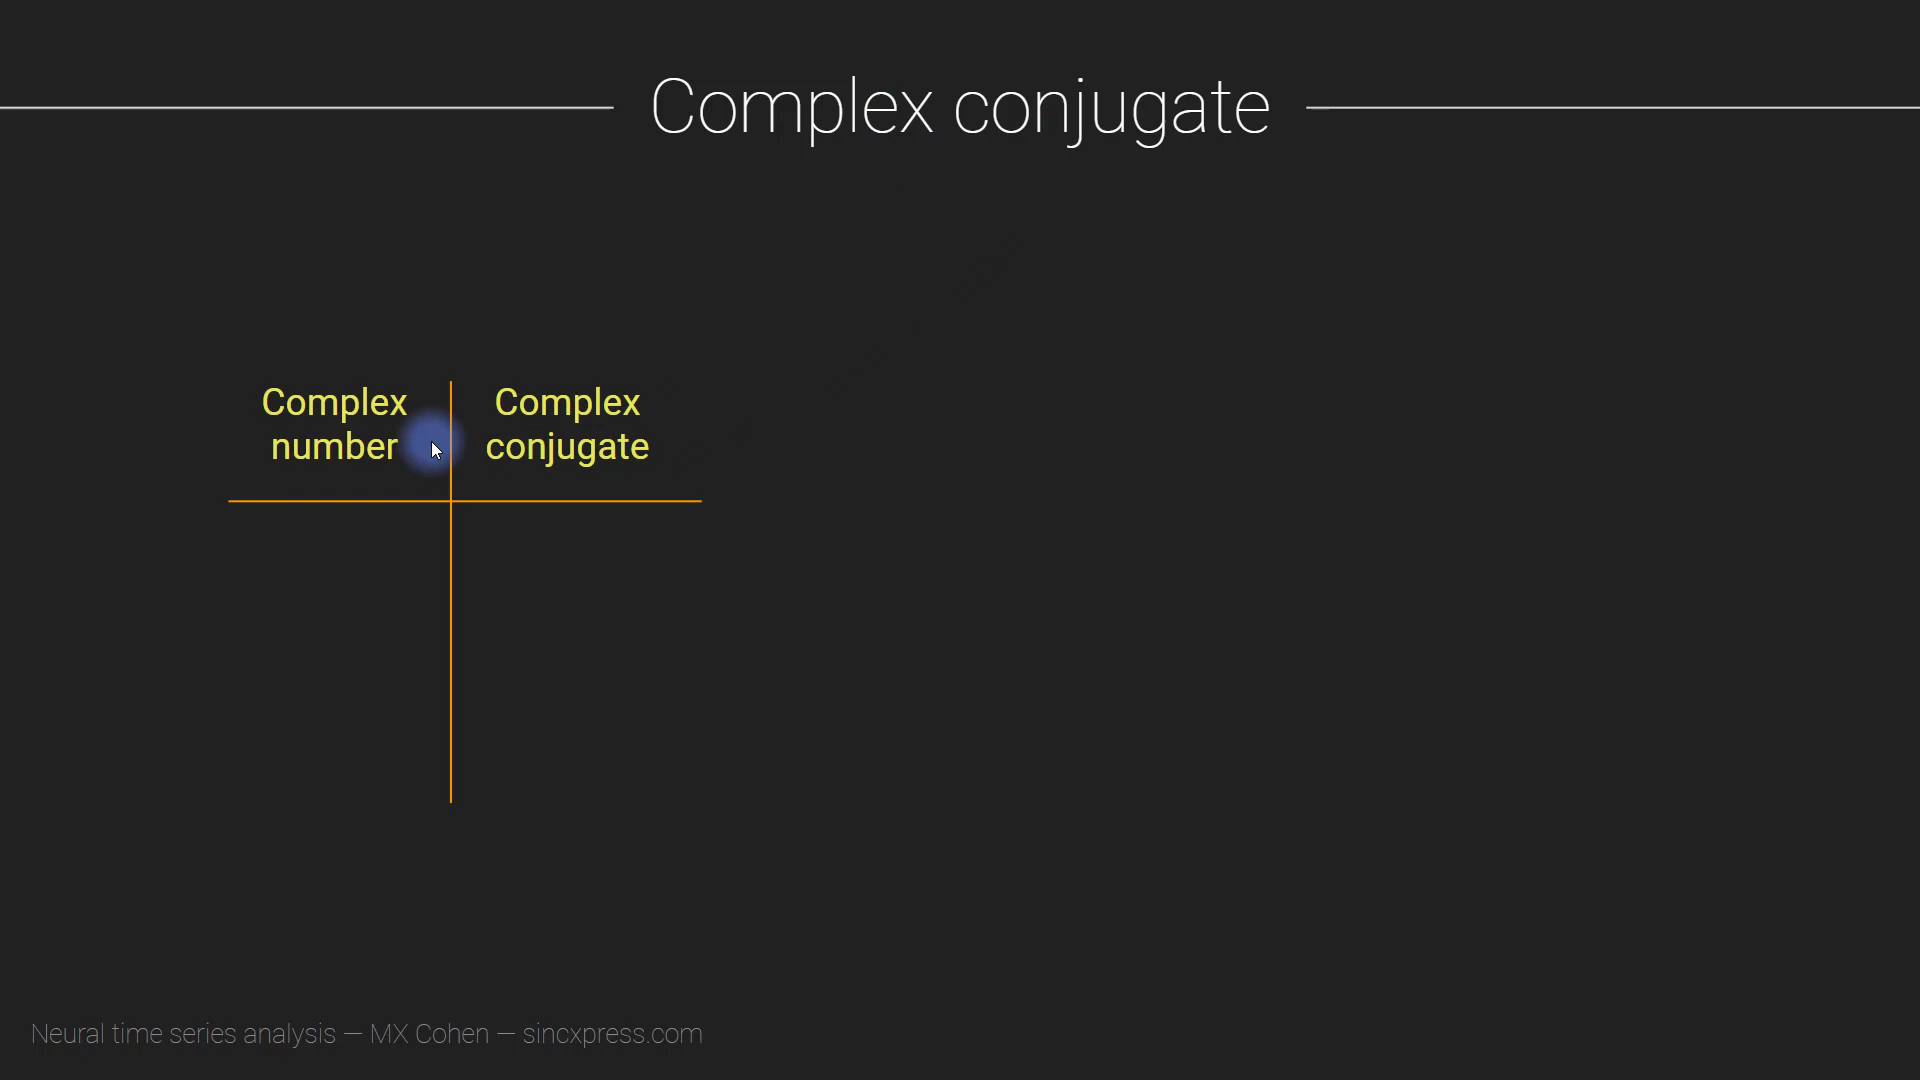 Complex conjugate
Complex number
Complex conjugate
Neural time series analysis — MX Cohen — sincxpress.com